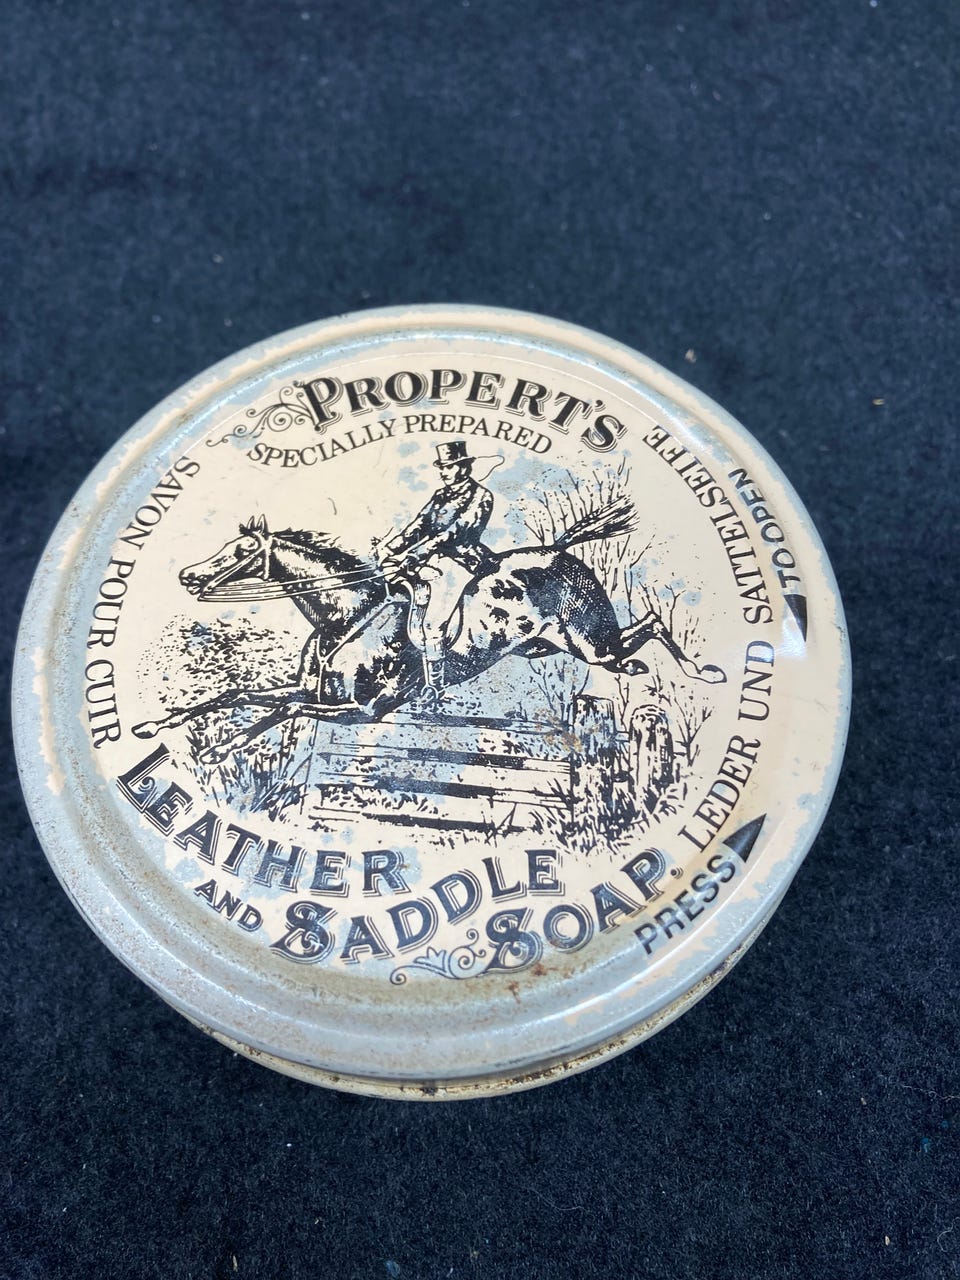 PROPERT'S
SPECIALLY PREPARED
SAVON POUR CUIR
LEDER UND SATTELSEIFE
LEATHER
AND SADDLE
SOAP.
PRESS
TO OPEN